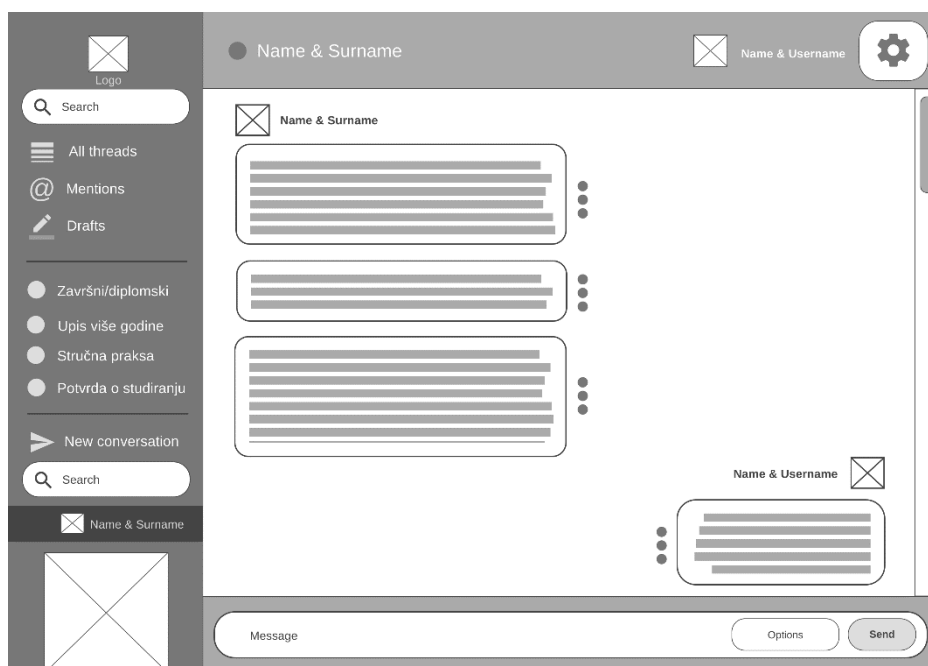 Logo
Search
All threads
@ Mentions
Drafts
Završni/diplomski
Upis više godine
Stručna praksa
Potvrda o studiranju
New conversation
Search
Name & Surname
Name & Surname
Name & Username
Name & Surname
Name & Username
Message
Options
Send